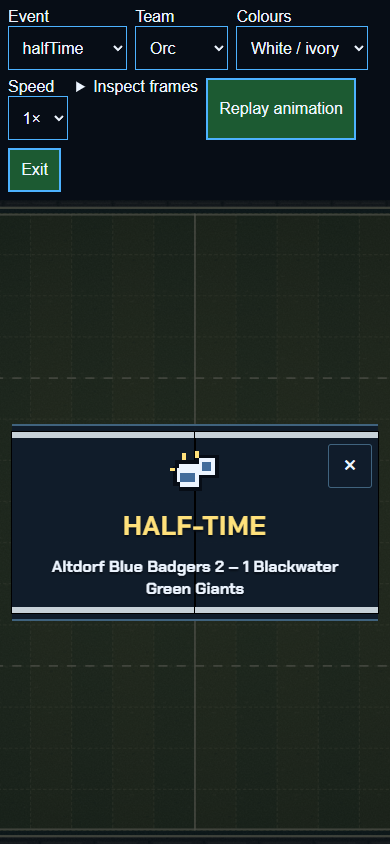 Event Team Colours
halfTime Orc White / ivory
Speed ▶ Inspect frames
1× Replay animation
Exit
×
HALF-TIME
Altdorf Blue Badgers 2 – 1 Blackwater
Green Giants